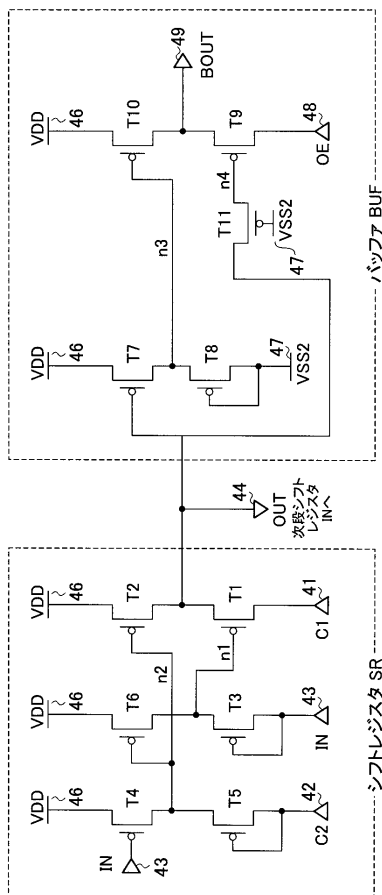 VDD
46
T4
IN
43
T5
C2
42
n2
VDD
46
T6
T3
IN
43
n1
VDD
46
T2
T1
C1
41
シフトレジスタ SR
44
OUT
次段シフト
レジスタ
INへ
VDD
46
T7
T8
47
VSS2
n3
VDD
46
T10
T9
n4
T11
VSS2
47
OE
48
49
BOUT
バッファ BUF